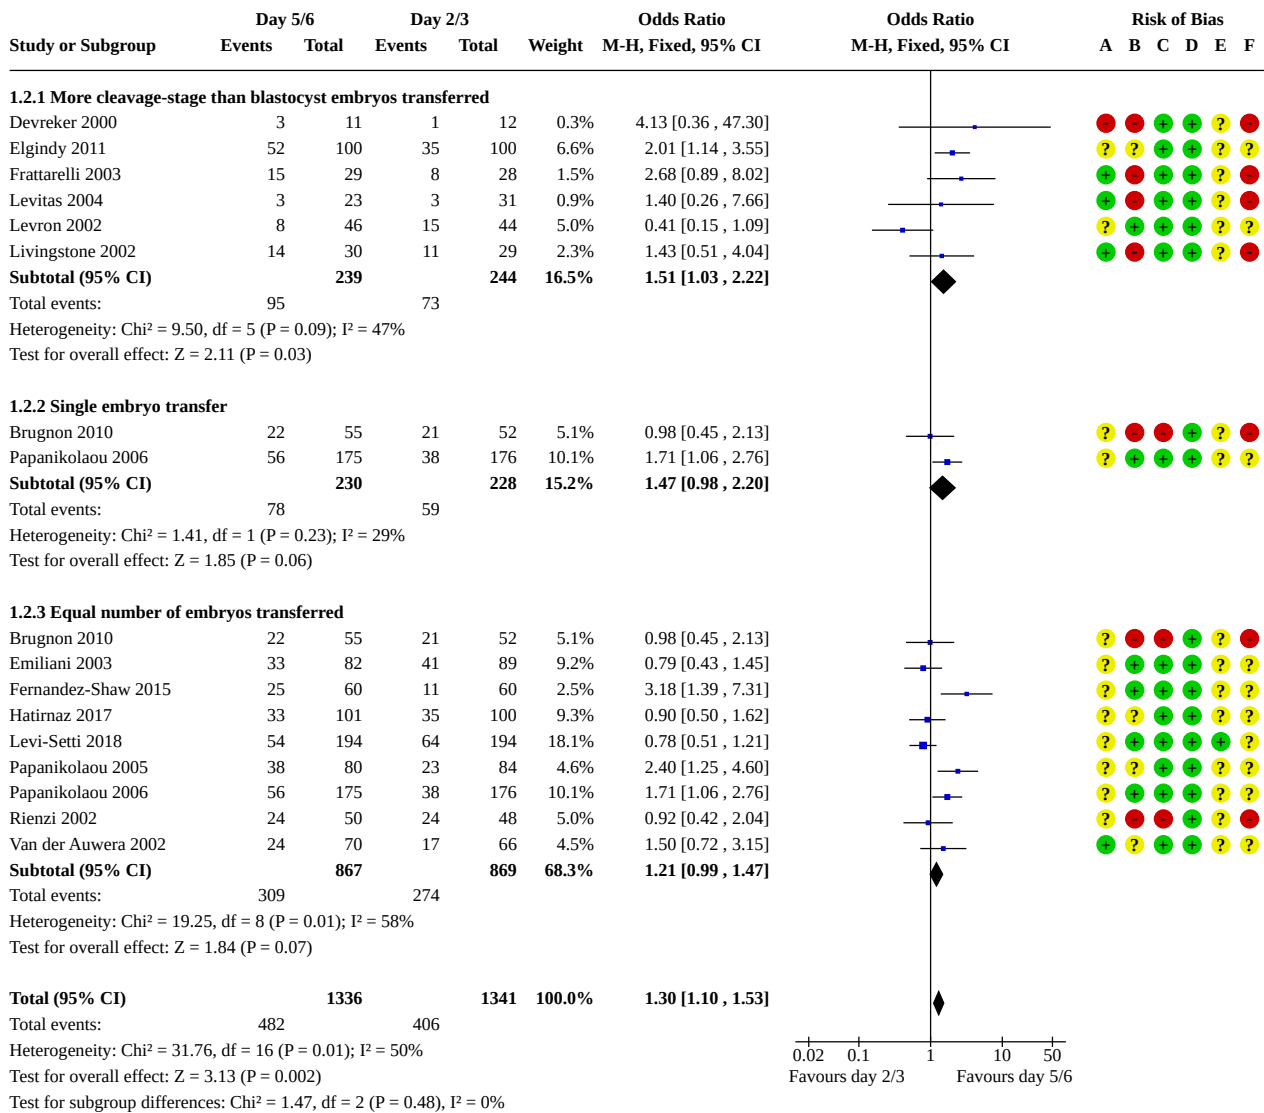 Day 5/6 Day 2/3 Odds Ratio Odds Ratio Risk of Bias
Study or Subgroup Events Total Events Total Weight M-H, Fixed, 95% CI M-H, Fixed, 95% CI A B C D E F
1.2.1 More cleavage-stage than blastocyst embryos transferred
Devreker 2000 3 11 1 12 0.3% 4.13 [0.36 , 47.30] - - + + ? -
Elgindy 2011 52 100 35 100 6.6% 2.01 [1.14 , 3.55] ? ? + + ? ?
Frattarelli 2003 15 29 8 28 1.5% 2.68 [0.89 , 8.02] + - + + ? -
Levitas 2004 3 23 3 31 0.9% 1.40 [0.26 , 7.66] + - + + ? -
Levron 2002 8 46 15 44 5.0% 0.41 [0.15 , 1.09] ? + + + ? ?
Livingstone 2002 14 30 11 29 2.3% 1.43 [0.51 , 4.04] + - + + ? -
Subtotal (95% CI) 239 244 16.5% 1.51 [1.03 , 2.22]
Total events: 95 73
Heterogeneity: Chi² = 9.50, df = 5 (P = 0.09); I² = 47%
Test for overall effect: Z = 2.11 (P = 0.03)
1.2.2 Single embryo transfer
Brugnon 2010 22 55 21 52 5.1% 0.98 [0.45 , 2.13] ? - - + ? -
Papanikolaou 2006 56 175 38 176 10.1% 1.71 [1.06 , 2.76] ? + + + ? ?
Subtotal (95% CI) 230 228 15.2% 1.47 [0.98 , 2.20]
Total events: 78 59
Heterogeneity: Chi² = 1.41, df = 1 (P = 0.23); I² = 29%
Test for overall effect: Z = 1.85 (P = 0.06)
1.2.3 Equal number of embryos transferred
Brugnon 2010 22 55 21 52 5.1% 0.98 [0.45 , 2.13] ? - - + ? -
Emiliani 2003 33 82 41 89 9.2% 0.79 [0.43 , 1.45] ? + + + ? ?
Fernandez-Shaw 2015 25 60 11 60 2.5% 3.18 [1.39 , 7.31] ? + + + ? ?
Hatirnaz 2017 33 101 35 100 9.3% 0.90 [0.50 , 1.62] ? ? + + ? ?
Levi-Setti 2018 54 194 64 194 18.1% 0.78 [0.51 , 1.21] ? + + + + ?
Papanikolaou 2005 38 80 23 84 4.6% 2.40 [1.25 , 4.60] ? ? + + ? ?
Papanikolaou 2006 56 175 38 176 10.1% 1.71 [1.06 , 2.76] ? + + + ? ?
Rienzi 2002 24 50 24 48 5.0% 0.92 [0.42 , 2.04] ? - - + ? -
Van der Auwera 2002 24 70 17 66 4.5% 1.50 [0.72 , 3.15] + ? + + ? ?
Subtotal (95% CI) 867 869 68.3% 1.21 [0.99 , 1.47]
Total events: 309 274
Heterogeneity: Chi² = 19.25, df = 8 (P = 0.01); I² = 58%
Test for overall effect: Z = 1.84 (P = 0.07)
Total (95% CI) 1336 1341 100.0% 1.30 [1.10 , 1.53]
Total events: 482 406
Heterogeneity: Chi² = 31.76, df = 16 (P = 0.01); I² = 50%
0.02 0.1 1 10 50
Test for overall effect: Z = 3.13 (P = 0.002) Favours day 2/3 Favours day 5/6
Test for subgroup differences: Chi² = 1.47, df = 2 (P = 0.48), I² = 0%